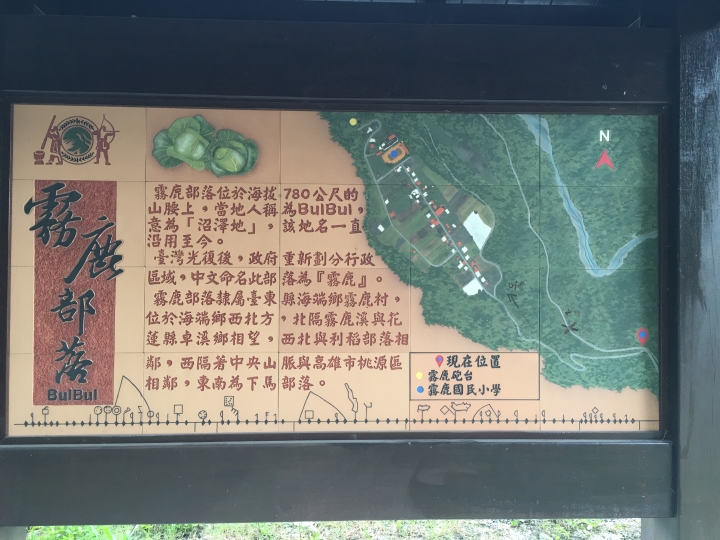 霧鹿部落
BulBul
霧鹿部落位於海拔780公尺的
山腰上，當地人稱為BulBul，
意為「沼澤地」，該地名一直
沿用至今。
臺灣光復後，政府重新劃分行政
區域，中文命名此部落為『霧鹿』。
霧鹿部落隸屬臺東縣海端鄉霧鹿村，
位於海端鄉西北方，北隔霧鹿溪與花
蓮縣卓溪鄉相望，西北與利稻部落相
鄰，西隔著中央山脈與高雄市桃源區
相鄰，東南為下馬部落。
N
現在位置
霧鹿砲台
霧鹿國民小學